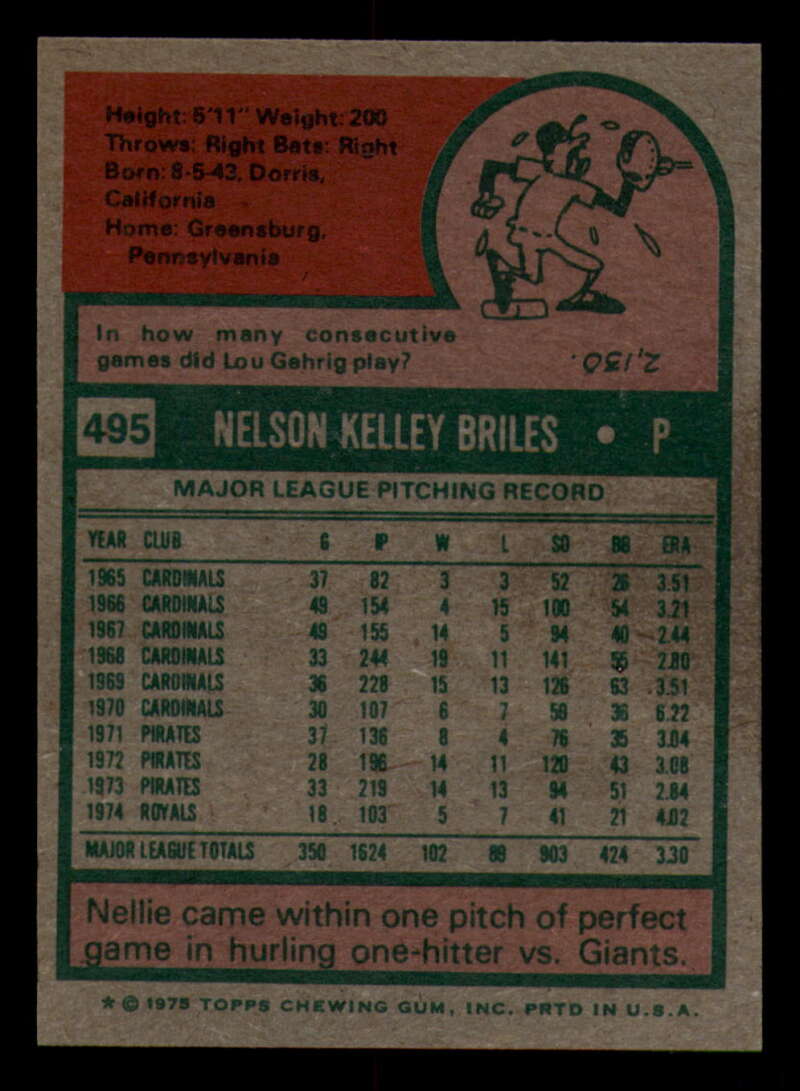 Height: 5'11" Weight: 200
Throws: Right Bats: Right
Born: 8-5-43, Dorris,
California
Home: Greensburg,
Pennsylvania
In how many consecutive
games did Lou Gehrig play?
2,130.
495 NELSON KELLEY BRILES • P
MAJOR LEAGUE PITCHING RECORD
YEAR CLUB G IP W L SO BB ERA
1965 CARDINALS 37 82 3 3 52 26 3.51
1966 CARDINALS 49 154 4 15 100 54 3.21
1967 CARDINALS 49 155 14 5 94 40 2.44
1968 CARDINALS 33 244 19 11 141 55 2.80
1969 CARDINALS 36 228 15 13 126 63 3.51
1970 CARDINALS 30 107 6 7 59 36 6.22
1971 PIRATES 37 136 8 4 76 35 3.04
1972 PIRATES 28 196 14 11 120 43 3.08
1973 PIRATES 33 219 14 13 94 51 2.84
1974 ROYALS 18 103 5 7 41 21 4.02
MAJOR LEAGUE TOTALS 350 1624 102 89 903 424 3.30
Nellie came within one pitch of perfect
game in hurling one-hitter vs. Giants.
* © 1975 TOPPS CHEWING GUM, INC. PRTD IN U.S.A.